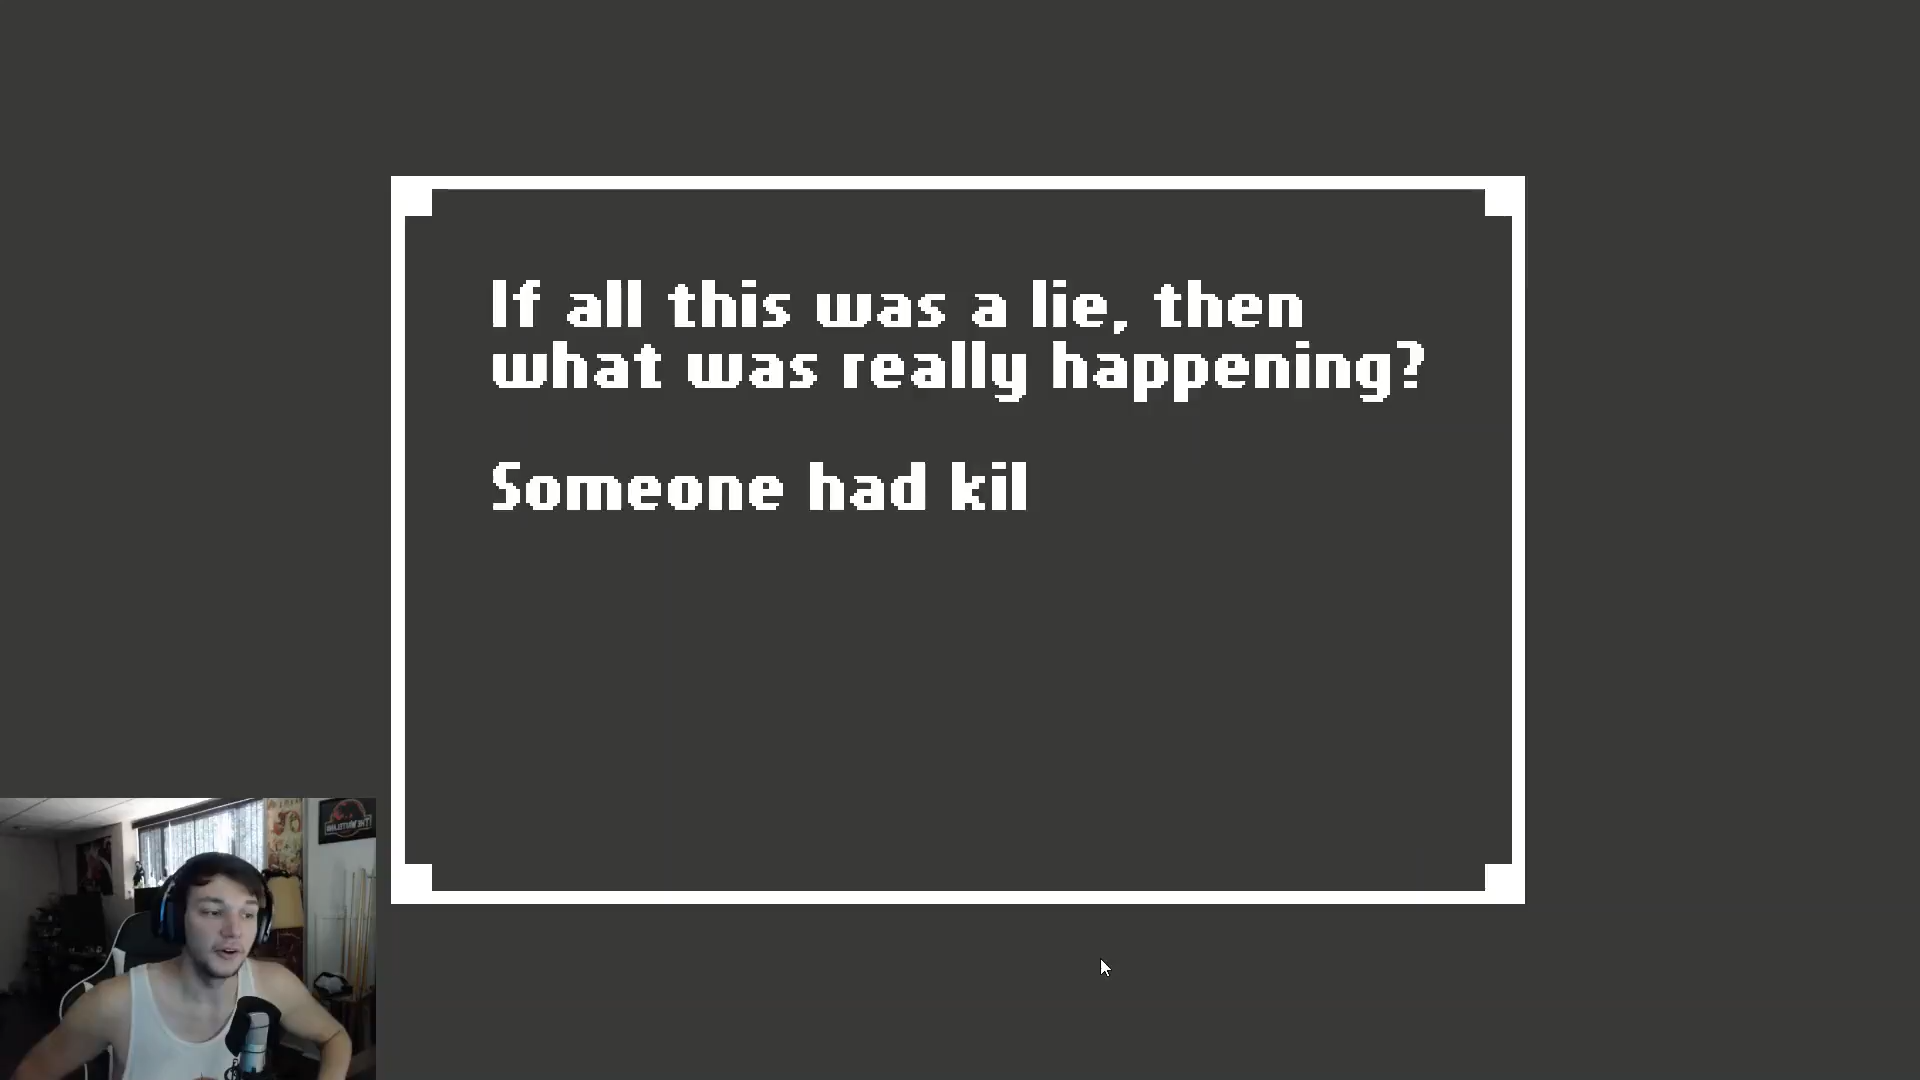 If all this was a lie, then
what was really happening?
Someone had kil